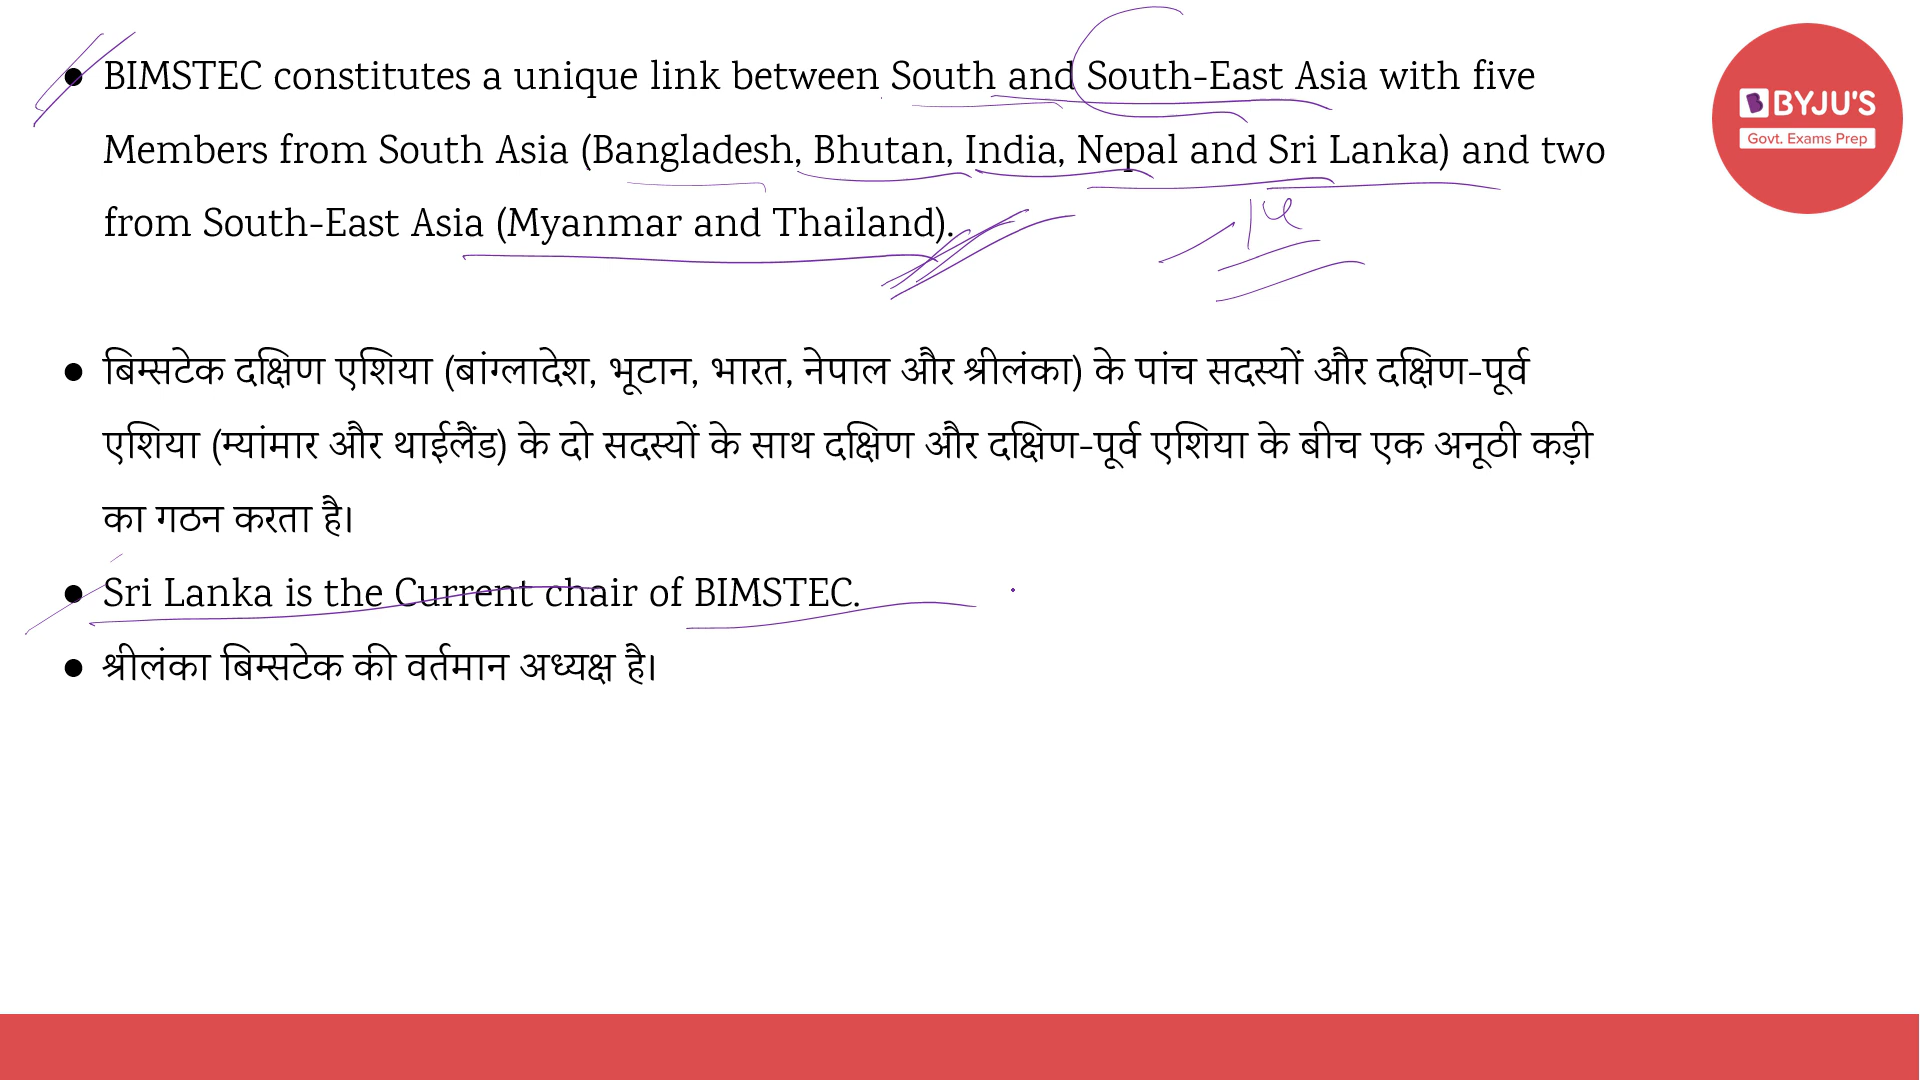 ● BIMSTEC constitutes a unique link between South and South-East Asia with five
Members from South Asia (Bangladesh, Bhutan, India, Nepal and Sri Lanka) and two
from South-East Asia (Myanmar and Thailand).
● बिम्सटेक दक्षिण एशिया (बांग्लादेश, भूटान, भारत, नेपाल और श्रीलंका) के पांच सदस्यों और दक्षिण-पूर्व
एशिया (म्यांमार और थाईलैंड) के दो सदस्यों के साथ दक्षिण और दक्षिण-पूर्व एशिया के बीच एक अनूठी कड़ी
का गठन करता है।
● Sri Lanka is the Current chair of BIMSTEC.
● श्रीलंका बिम्सटेक की वर्तमान अध्यक्ष है।
BYJU'S
Govt. Exams Prep